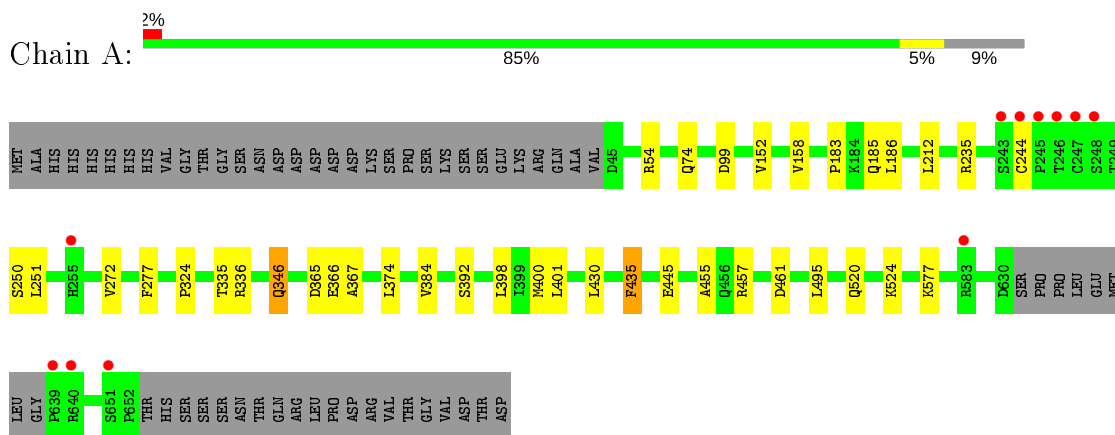 2%
Chain A:
85% 5% 9%
MET ALA HIS HIS HIS HIS HIS HIS VAL GLY THR GLY SER ASN ASP ASP ASP ASP ASP LYS SER PRO SER LYS SER SER GLU LYS ARG GLN ALA VAL D45 R54 Q74 D99 V152 V158 P183 K184 Q185 L186 L212 R235 S243 C244 P245 T246 C247 S248 T249
S250 L251 H255 V272 F277 P324 T335 R336 Q346 D365 E366 A367 L374 V384 S392 L398 I399 M400 L401 L430 F435 E445 A455 Q456 R457 D461 L495 Q520 K524 K577 R583 D630 SER PRO PRO LEU GLU MET
LEU GLY P639 R640 S651 P652 THR HIS SER SER SER ASN THR GLN ARG LEU PRO ASP ARG VAL THR GLY VAL ASP THR ASP